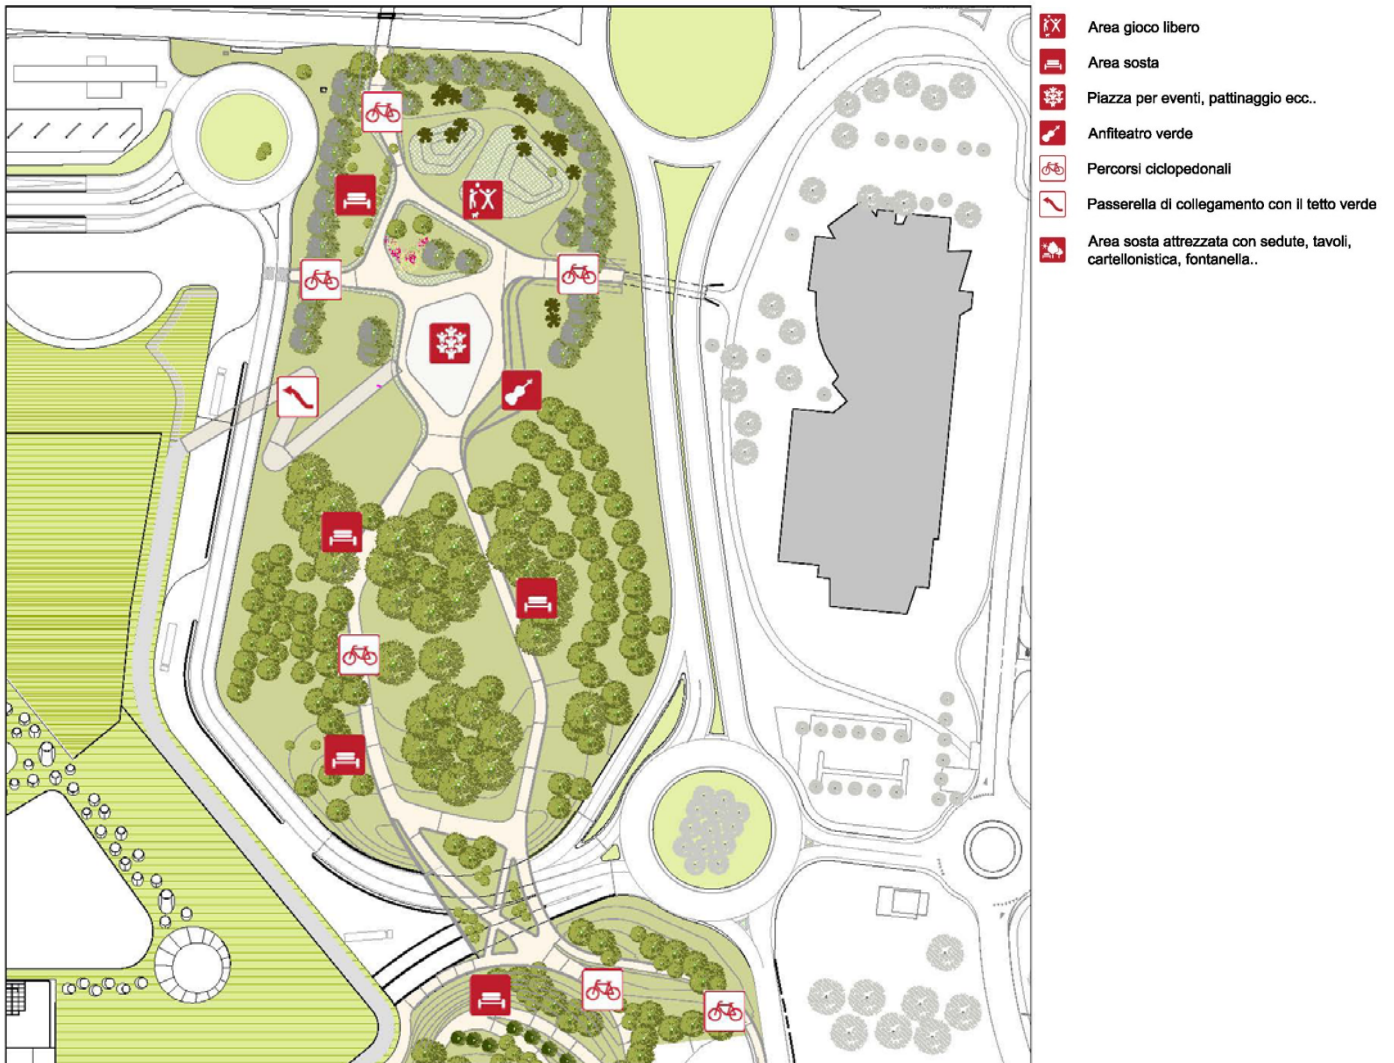 Area gioco libero
Area sosta
Piazza per eventi, pattinaggio ecc..
Anfiteatro verde
Percorsi ciclopedonali
Passerella di collegamento con il tetto verde
Area sosta attrezzata con sedute, tavoli,
cartellonistica, fontanella..